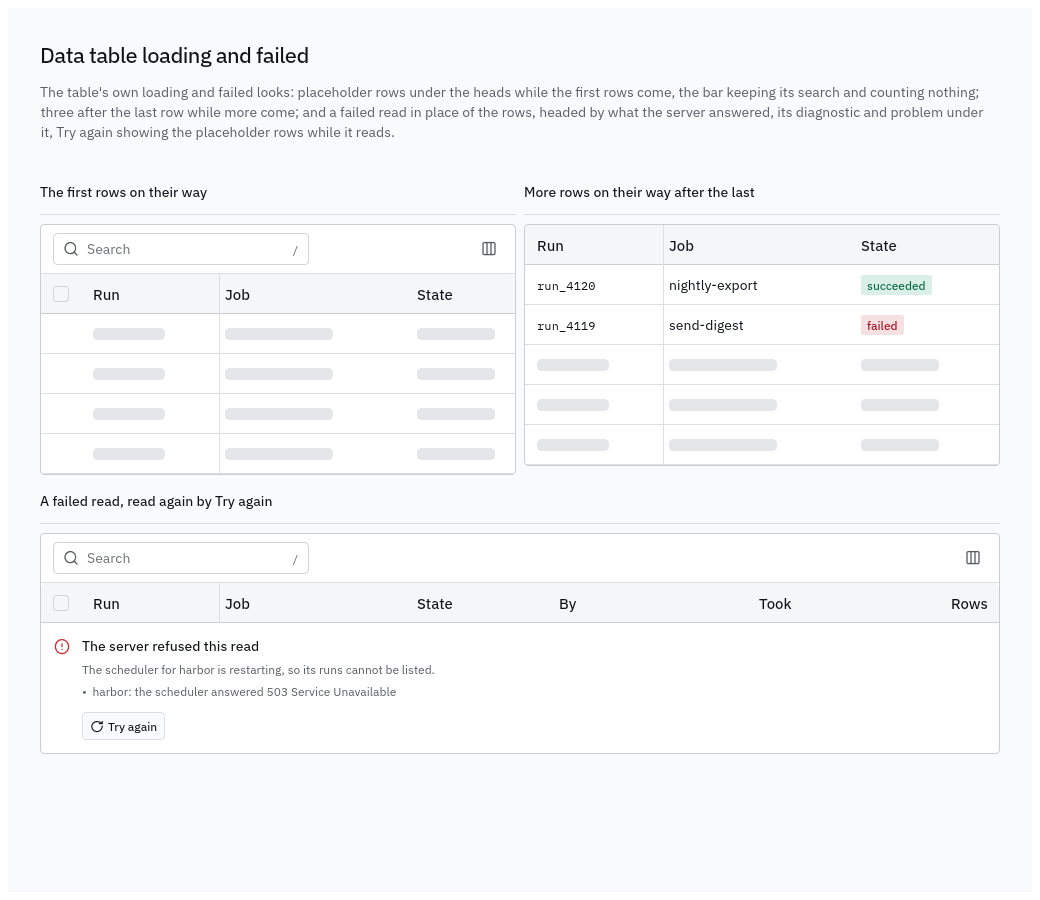 Data table loading and failed
The table's own loading and failed looks: placeholder rows under the heads while the first rows come, the bar keeping its search and counting nothing;
three after the last row while more come; and a failed read in place of the rows, headed by what the server answered, its diagnostic and problem under
it, Try again showing the placeholder rows while it reads.
The first rows on their way
Search /
Run Job State
More rows on their way after the last
Run Job State
run_4120 nightly-export succeeded
run_4119 send-digest failed
A failed read, read again by Try again
Search /
Run Job State By Took Rows
The server refused this read
The scheduler for harbor is restarting, so its runs cannot be listed.
• harbor: the scheduler answered 503 Service Unavailable
Try again